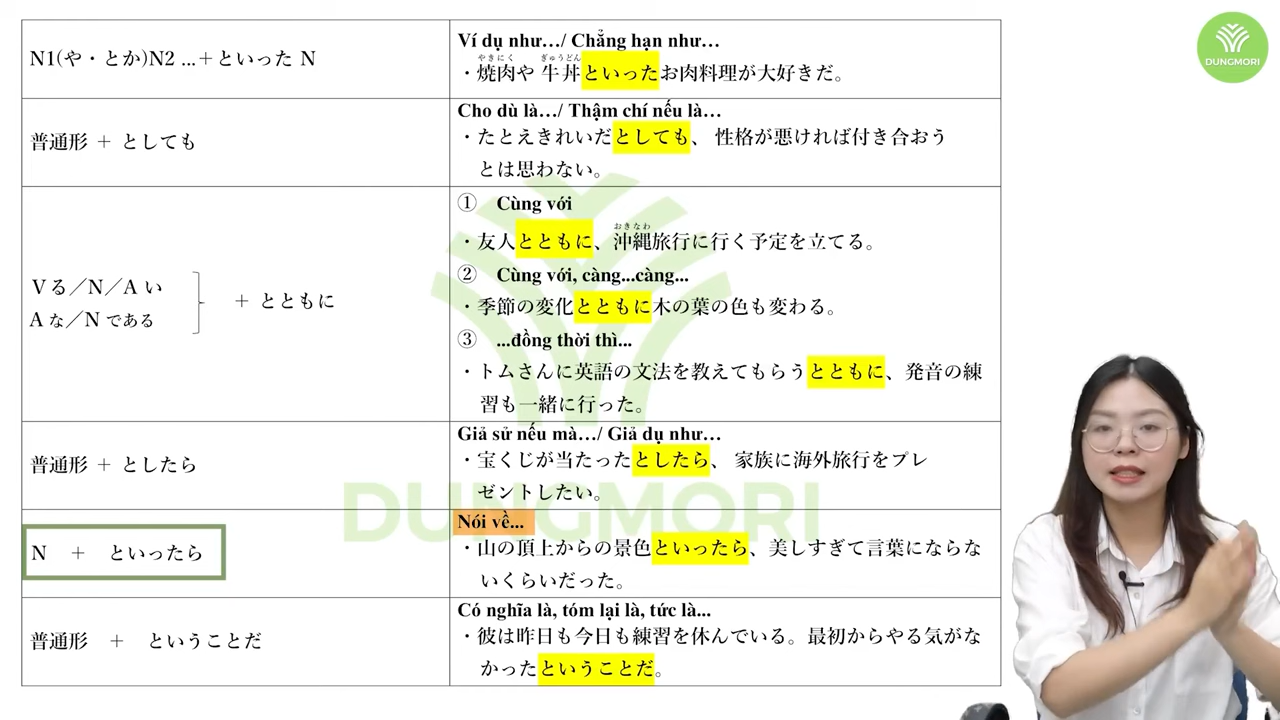 N1(や・とか)N2 ...＋といった N
Ví dụ như…/ Chẳng hạn như…
やきにく ぎゅうどん
・焼肉や 牛丼といったお肉料理が大好きだ。
普通形 ＋ としても
Cho dù là…/ Thậm chí nếu là…
・たとえきれいだとしても、 性格が悪ければ付き合おう
とは思わない。
Ｖる／N／A い
A な／N である
＋ とともに
① Cùng với
おきなわ
・友人とともに、沖縄旅行に行く予定を立てる。
② Cùng với, càng...càng...
・季節の変化とともに木の葉の色も変わる。
③ ...đồng thời thì...
・トムさんに英語の文法を教えてもらうとともに、発音の練
習も一緒に行った。
普通形 ＋ としたら
Giả sử nếu mà…/ Giả dụ như…
・宝くじが当たったとしたら、 家族に海外旅行をプレ
ゼントしたい。
N ＋ といったら
Nói về...
・山の頂上からの景色といったら、美しすぎて言葉にならな
いくらいだった。
普通形 ＋ ということだ
Có nghĩa là, tóm lại là, tức là...
・彼は昨日も今日も練習を休んでいる。最初からやる気がな
かったということだ。
DUNGMORI
DUNGMORI